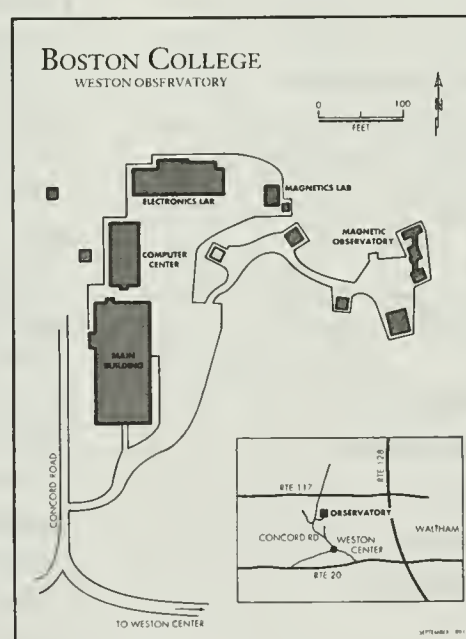 BOSTON COLLEGE
WESTON OBSERVATORY
0 100
FEET
ELECTRONICS LAB
MAGNETICS LAB
MAGNETIC
OBSERVATORY
COMPUTER
CENTER
MAIN
BUILDING
CONCORD ROAD
TO WESTON CENTER
RTE 117
RTE 128
OBSERVATORY
CONCORD RD
WESTON
CENTER
WALTHAM
RTE 20
SEPTEMBER